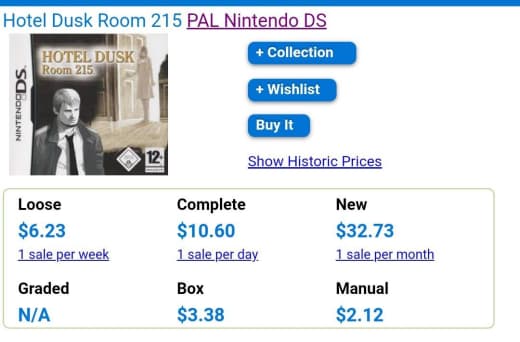 Hotel Dusk Room 215 PAL Nintendo DS
NINTENDO DS
HOTEL DUSK
Room 215
12+
+ Collection
+ Wishlist
Buy It
Show Historic Prices
Loose Complete New
$6.23 $10.60 $32.73
1 sale per week 1 sale per day 1 sale per month
Graded Box Manual
N/A $3.38 $2.12